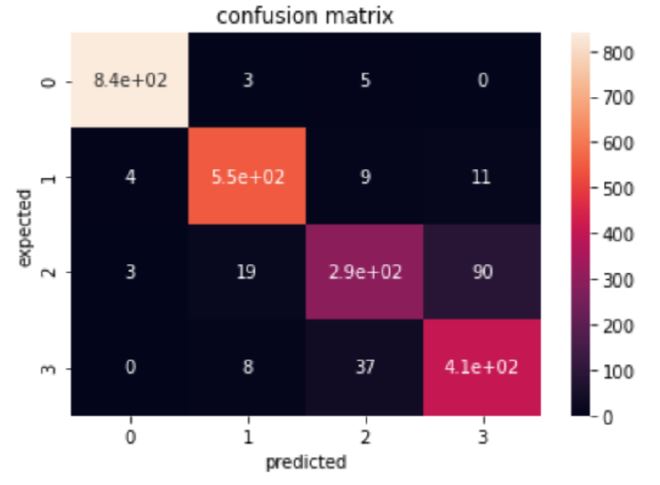 confusion matrix
0 8.4e+02 3 5 0
1 4 5.5e+02 9 11
2 3 19 2.9e+02 90
3 0 8 37 4.1e+02
0 1 2 3
expected
predicted
800
700
600
500
400
300
200
100
0